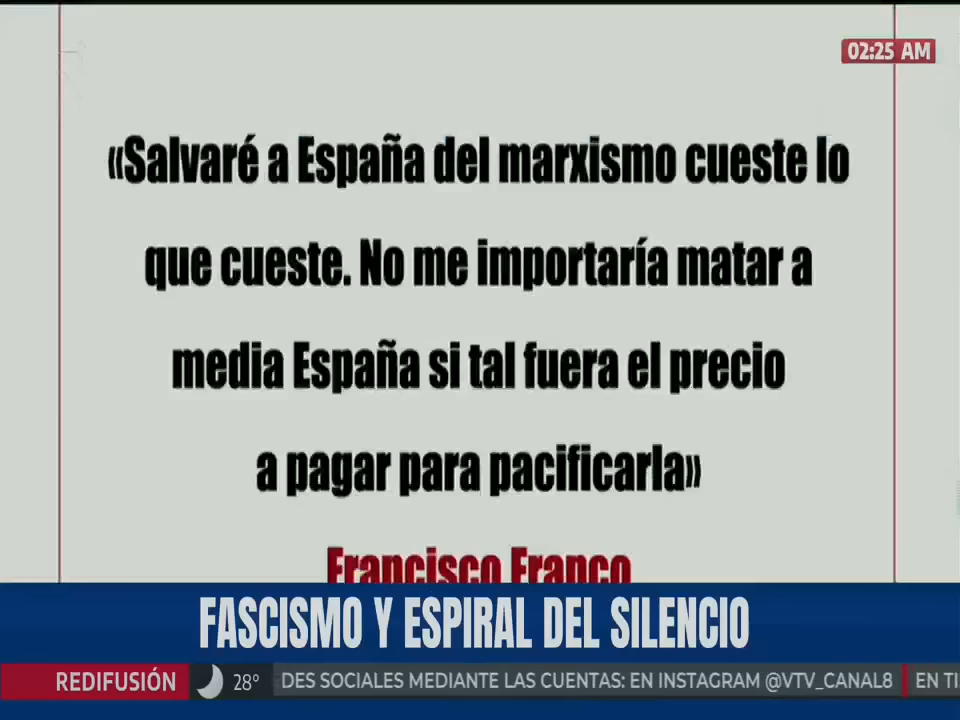 02:25 AM
«Salvaré a España del marxismo cueste lo
que cueste. No me importaría matar a
media España si tal fuera el precio
a pagar para pacificarla»
Francisco Franco
FASCISMO Y ESPIRAL DEL SILENCIO
REDIFUSIÓN 28° DES SOCIALES MEDIANTE LAS CUENTAS: EN INSTAGRAM @VTV_CANAL8 EN TI